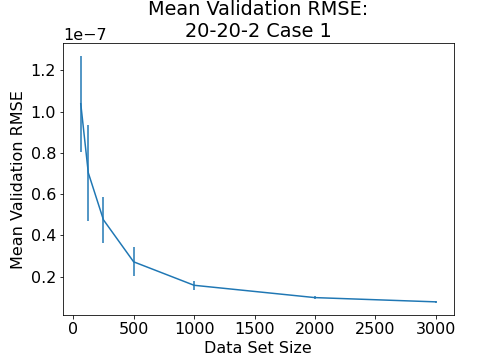 Mean Validation RMSE:
20-20-2 Case 1
1e−7
1.2
1.0
0.8
0.6
0.4
0.2
Mean Validation RMSE
0 500 1000 1500 2000 2500 3000
Data Set Size